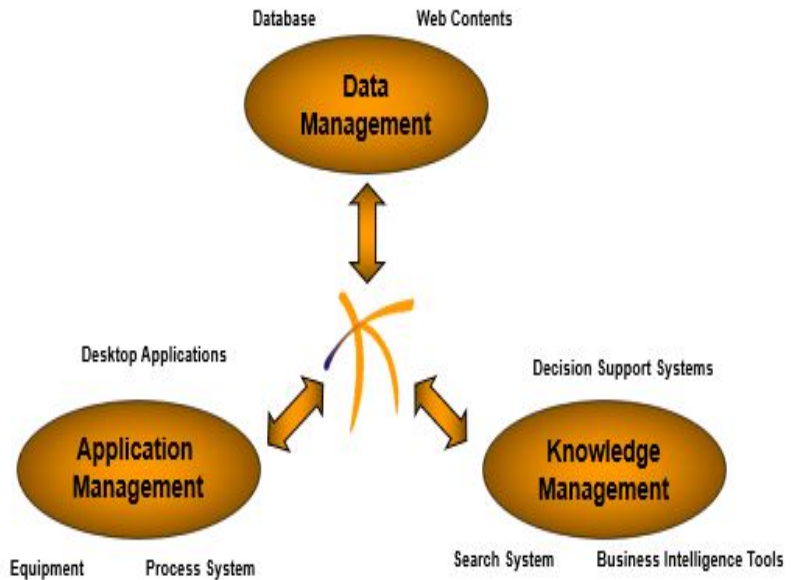 Database Web Contents
Data
Management
Desktop Applications
Decision Support Systems
Application
Management
Knowledge
Management
Equipment Process System
Search System Business Intelligence Tools